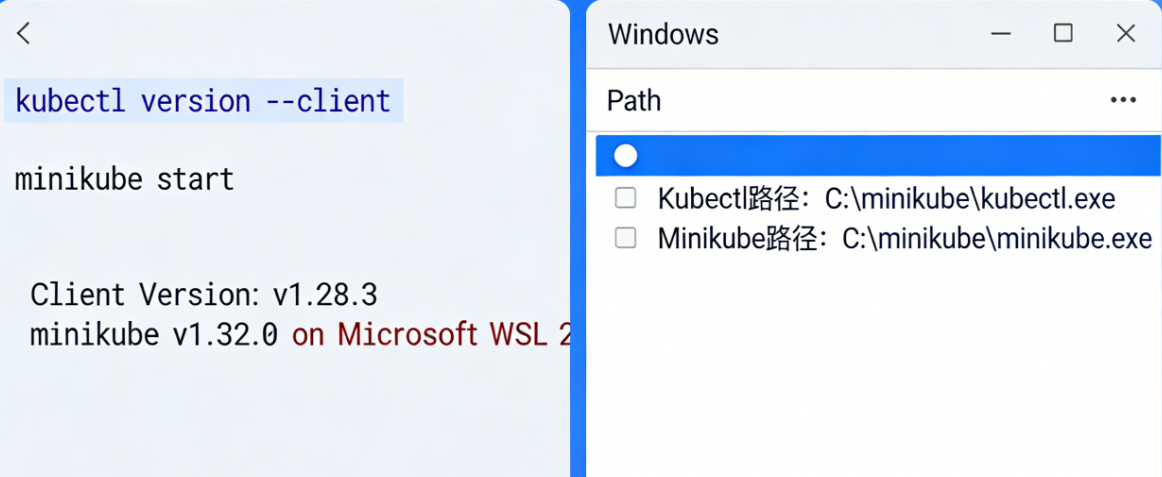 kubectl version --client
minikube start
Client Version: v1.28.3
minikube v1.32.0 on Microsoft WSL 2
Windows
Path
Kubectl路径：C:\minikube\kubectl.exe
Minikube路径：C:\minikube\minikube.exe